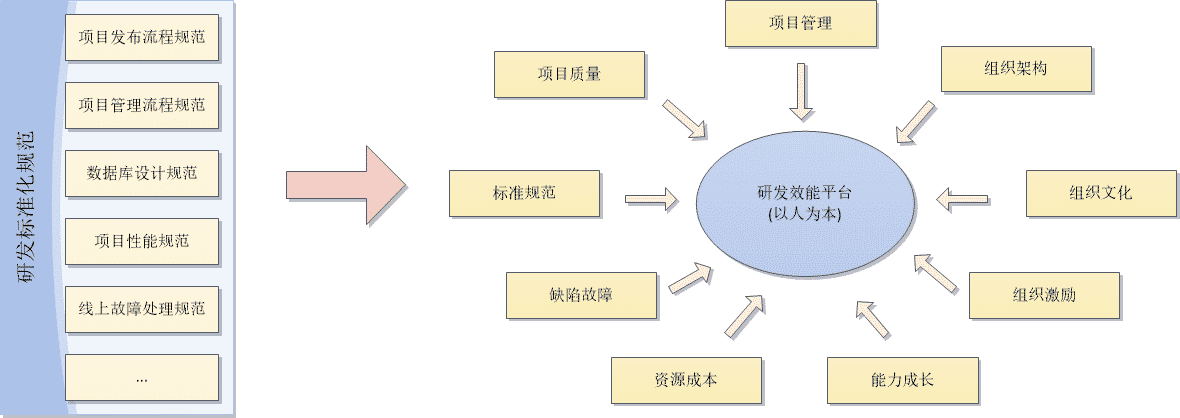 研发标准化规范
项目发布流程规范
项目管理流程规范
数据库设计规范
项目性能规范
线上故障处理规范
...
项目管理
项目质量
组织架构
标准规范
研发效能平台
(以人为本)
组织文化
缺陷故障
组织激励
资源成本
能力成长